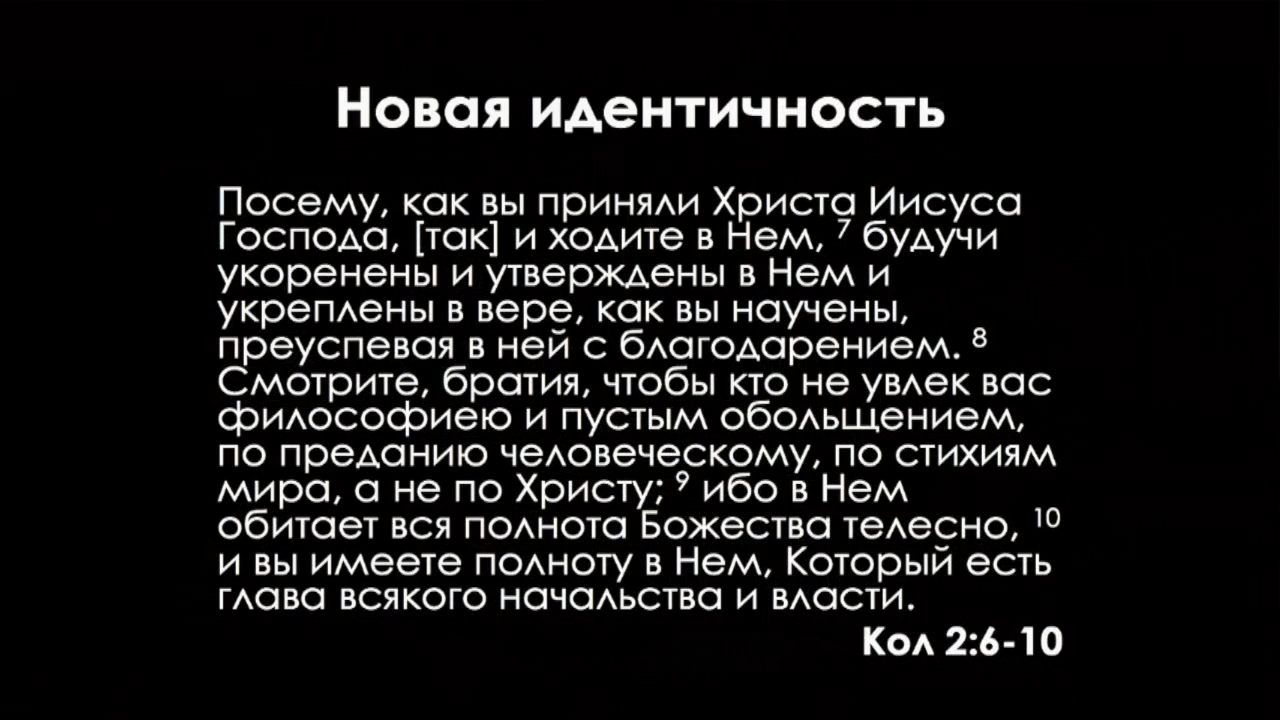 Новая идентичность
Посему, как вы приняли Христа Иисуса
Господа, [так] и ходите в Нем, ⁷ будучи
укоренены и утверждены в Нем и
укреплены в вере, как вы научены,
преуспевая в ней с благодарением. ⁸
Смотрите, братия, чтобы кто не увлек вас
философиею и пустым обольщением,
по преданию человеческому, по стихиям
мира, а не по Христу; ⁹ ибо в Нем
обитает вся полнота Божества телесно, ¹⁰
и вы имеете полноту в Нем, Который есть
глава всякого начальства и власти.
Кол 2:6-10